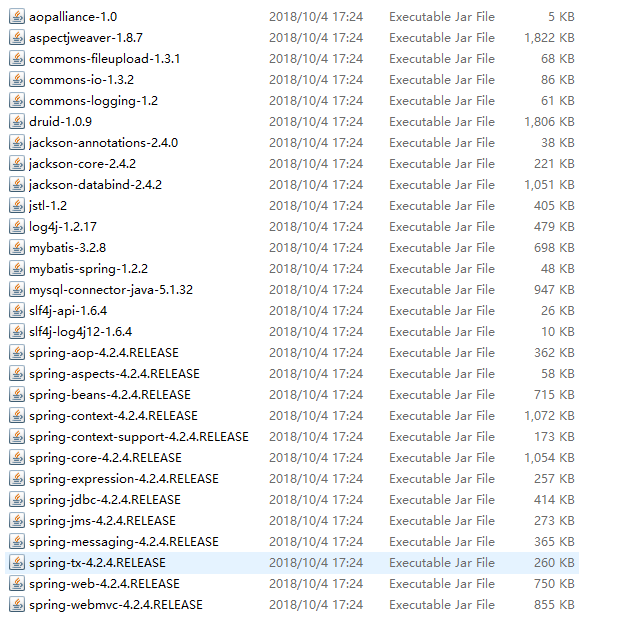 aopalliance-1.0 2018/10/4 17:24 Executable Jar File 5 KB
aspectjweaver-1.8.7 2018/10/4 17:24 Executable Jar File 1,822 KB
commons-fileupload-1.3.1 2018/10/4 17:24 Executable Jar File 68 KB
commons-io-1.3.2 2018/10/4 17:24 Executable Jar File 86 KB
commons-logging-1.2 2018/10/4 17:24 Executable Jar File 61 KB
druid-1.0.9 2018/10/4 17:24 Executable Jar File 1,806 KB
jackson-annotations-2.4.0 2018/10/4 17:24 Executable Jar File 38 KB
jackson-core-2.4.2 2018/10/4 17:24 Executable Jar File 221 KB
jackson-databind-2.4.2 2018/10/4 17:24 Executable Jar File 1,051 KB
jstl-1.2 2018/10/4 17:24 Executable Jar File 405 KB
log4j-1.2.17 2018/10/4 17:24 Executable Jar File 479 KB
mybatis-3.2.8 2018/10/4 17:24 Executable Jar File 698 KB
mybatis-spring-1.2.2 2018/10/4 17:24 Executable Jar File 48 KB
mysql-connector-java-5.1.32 2018/10/4 17:24 Executable Jar File 947 KB
slf4j-api-1.6.4 2018/10/4 17:24 Executable Jar File 26 KB
slf4j-log4j12-1.6.4 2018/10/4 17:24 Executable Jar File 10 KB
spring-aop-4.2.4.RELEASE 2018/10/4 17:24 Executable Jar File 362 KB
spring-aspects-4.2.4.RELEASE 2018/10/4 17:24 Executable Jar File 58 KB
spring-beans-4.2.4.RELEASE 2018/10/4 17:24 Executable Jar File 715 KB
spring-context-4.2.4.RELEASE 2018/10/4 17:24 Executable Jar File 1,072 KB
spring-context-support-4.2.4.RELEASE 2018/10/4 17:24 Executable Jar File 173 KB
spring-core-4.2.4.RELEASE 2018/10/4 17:24 Executable Jar File 1,054 KB
spring-expression-4.2.4.RELEASE 2018/10/4 17:24 Executable Jar File 257 KB
spring-jdbc-4.2.4.RELEASE 2018/10/4 17:24 Executable Jar File 414 KB
spring-jms-4.2.4.RELEASE 2018/10/4 17:24 Executable Jar File 273 KB
spring-messaging-4.2.4.RELEASE 2018/10/4 17:24 Executable Jar File 365 KB
spring-tx-4.2.4.RELEASE 2018/10/4 17:24 Executable Jar File 260 KB
spring-web-4.2.4.RELEASE 2018/10/4 17:24 Executable Jar File 750 KB
spring-webmvc-4.2.4.RELEASE 2018/10/4 17:24 Executable Jar File 855 KB